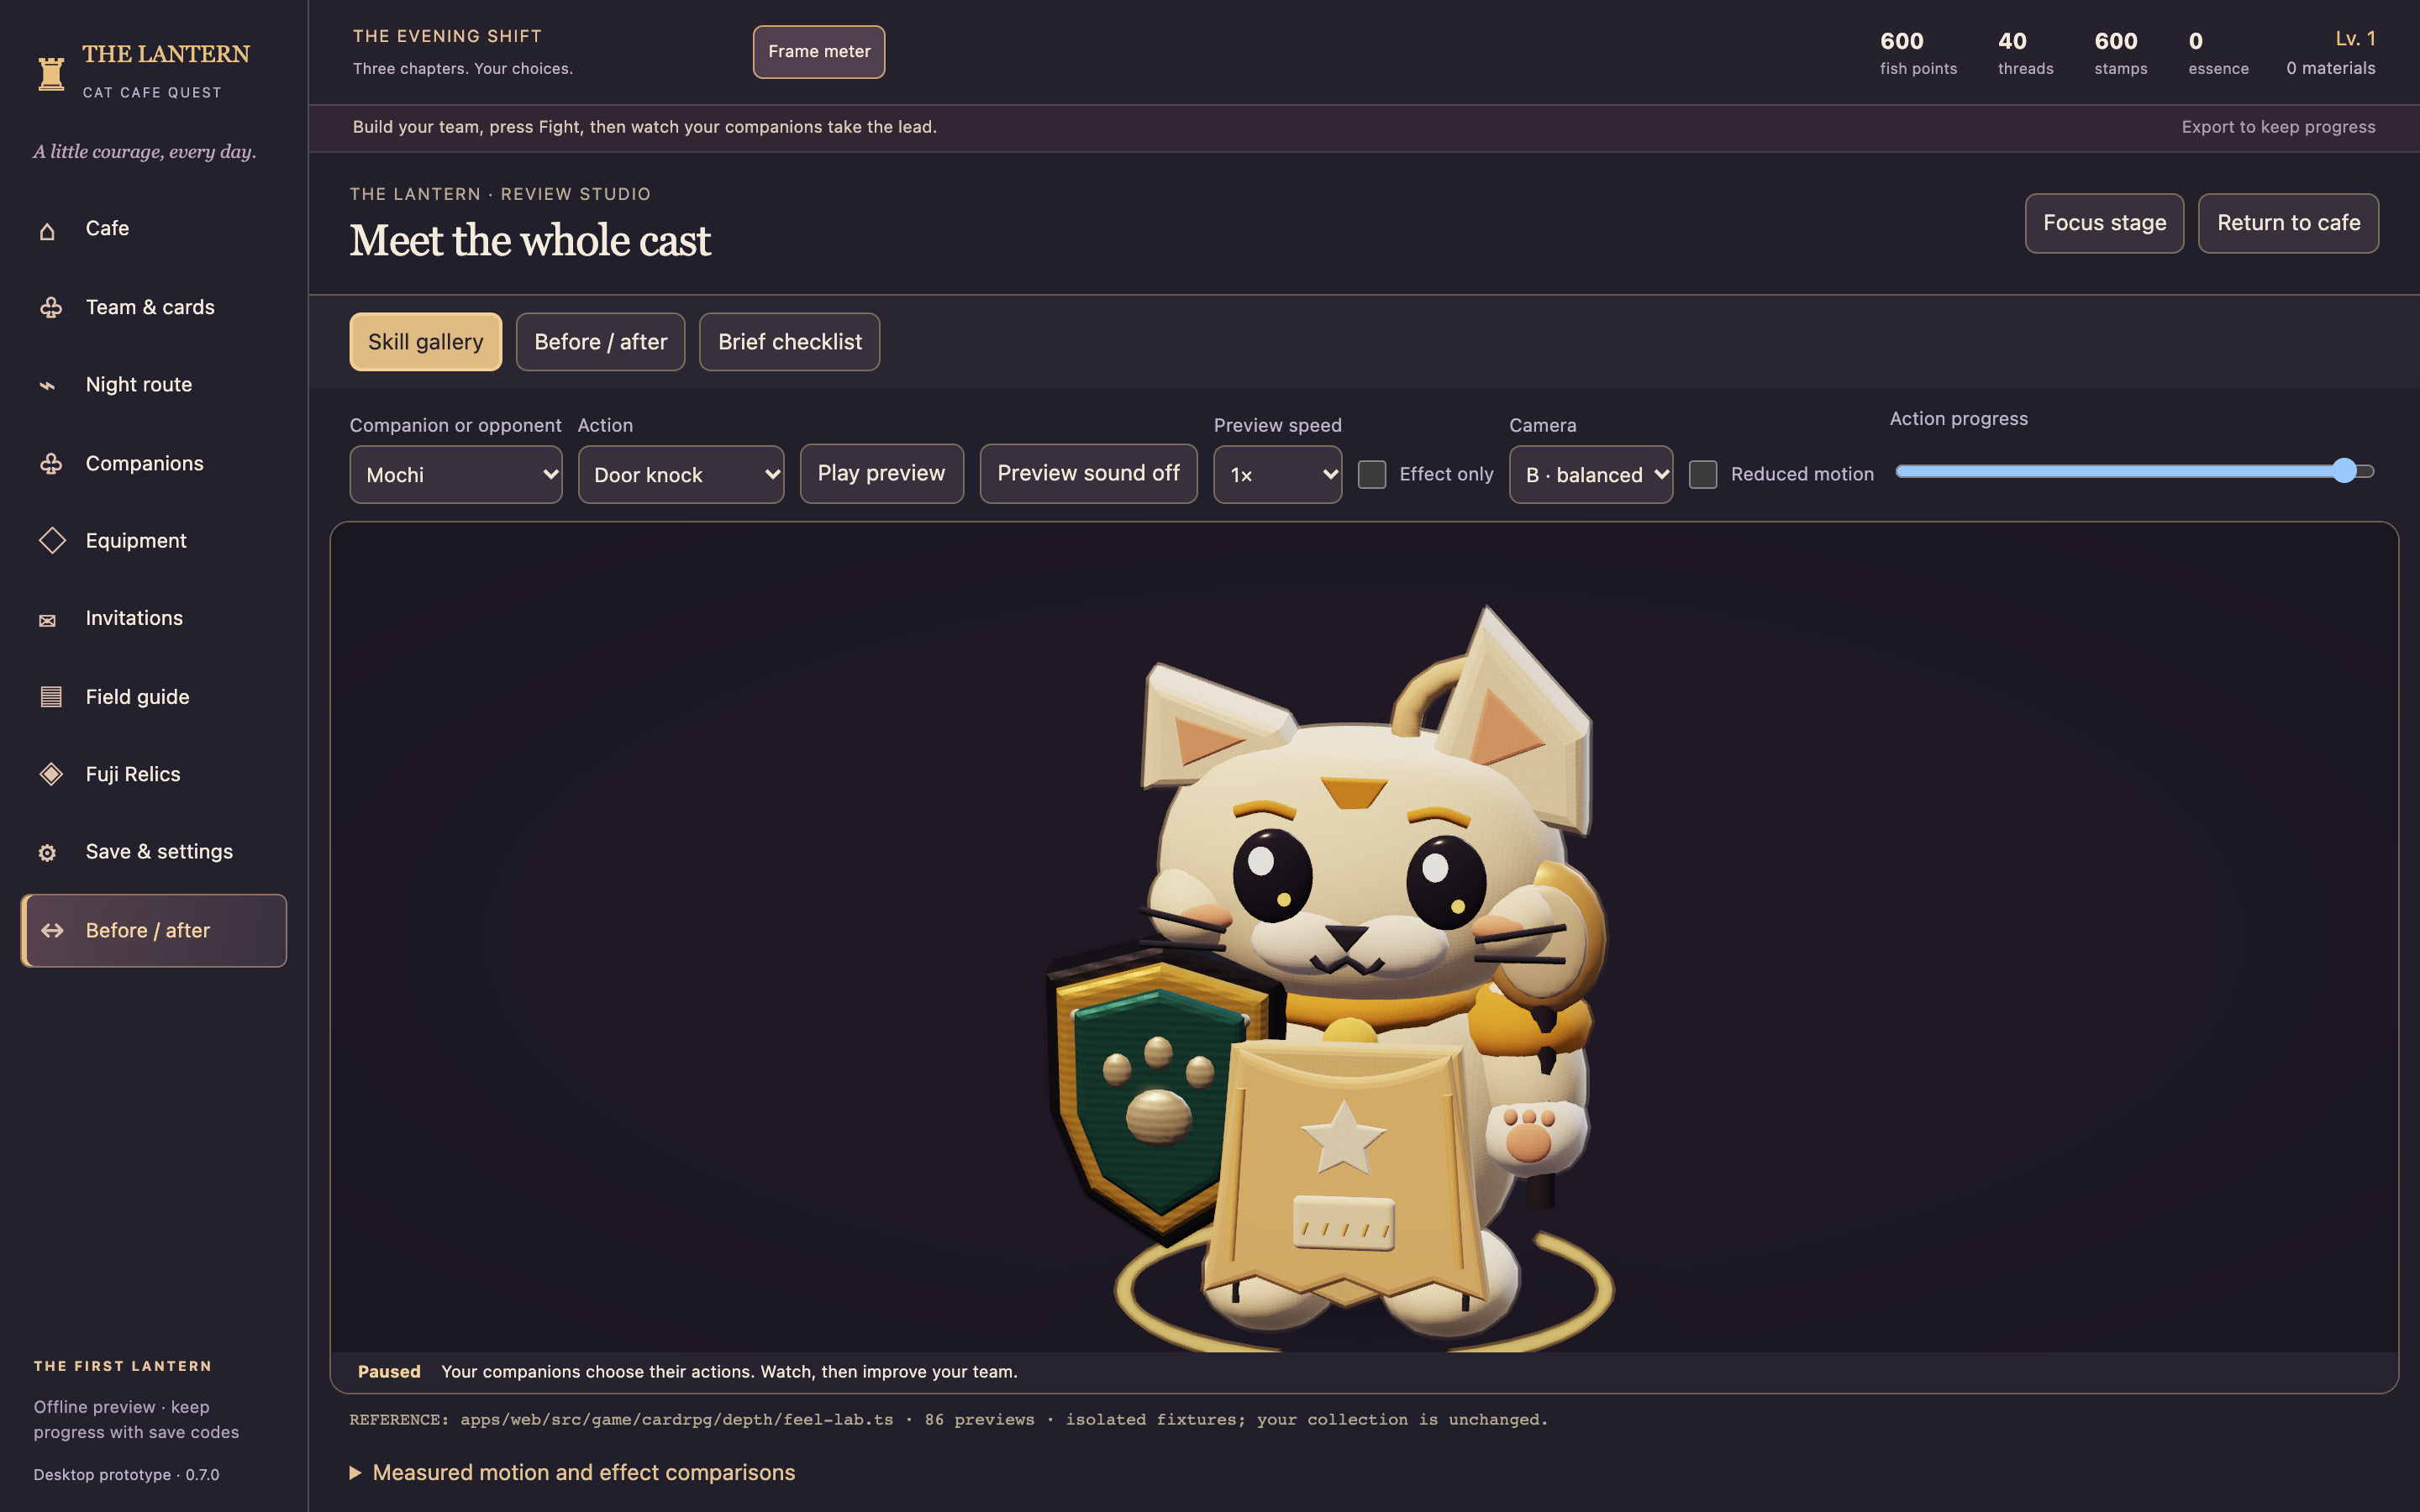 THE LANTERN
CAT CAFE QUEST
A little courage, every day.
Cafe
Team & cards
Night route
Companions
Equipment
Invitations
Field guide
Fuji Relics
Save & settings
Before / after
THE FIRST LANTERN
Offline preview · keep
progress with save codes
Desktop prototype · 0.7.0
THE EVENING SHIFT
Three chapters. Your choices.
Frame meter
600
fish points
40
threads
600
stamps
0
essence
Lv. 1
0 materials
Build your team, press Fight, then watch your companions take the lead.
Export to keep progress
THE LANTERN · REVIEW STUDIO
Meet the whole cast
Focus stage
Return to cafe
Skill gallery
Before / after
Brief checklist
Companion or opponent
Mochi
Action
Door knock
Play preview
Preview sound off
Preview speed
1×
Effect only
Camera
B · balanced
Reduced motion
Action progress
Paused Your companions choose their actions. Watch, then improve your team.
REFERENCE: apps/web/src/game/cardrpg/depth/feel-lab.ts · 86 previews · isolated fixtures; your collection is unchanged.
Measured motion and effect comparisons